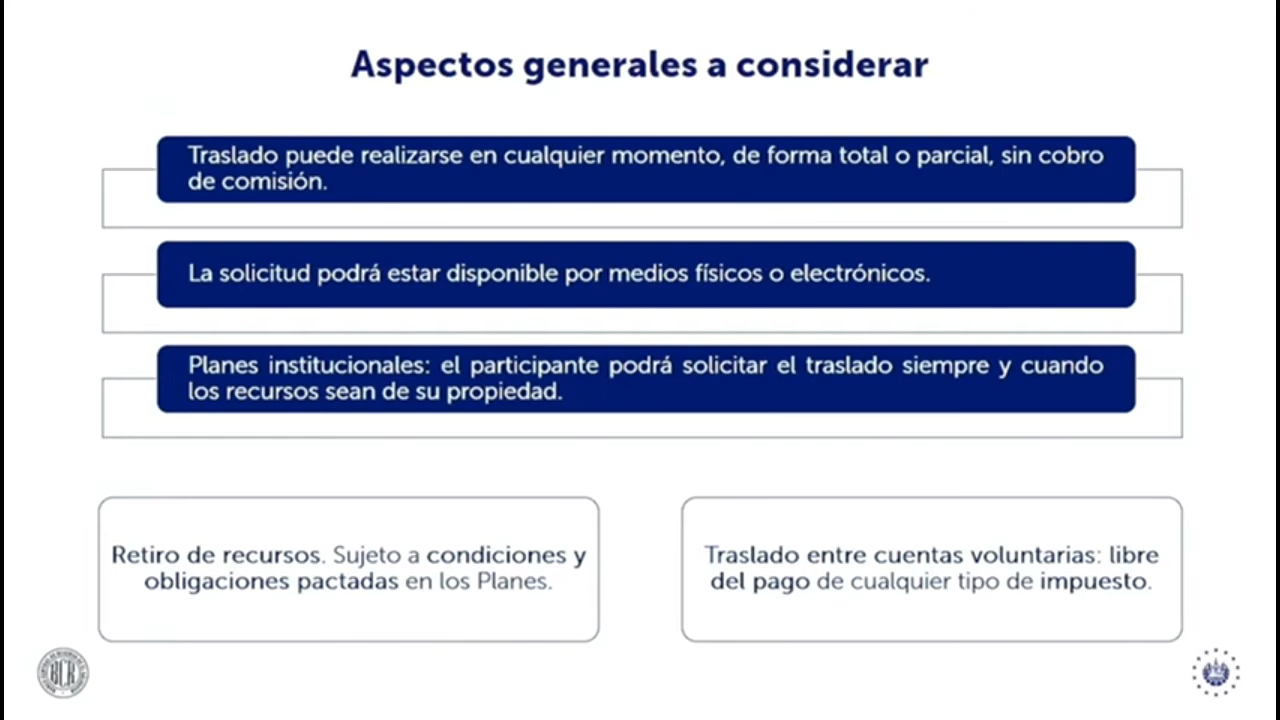 Aspectos generales a considerar
Traslado puede realizarse en cualquier momento, de forma total o parcial, sin cobro
de comisión.
La solicitud podrá estar disponible por medios físicos o electrónicos.
Planes institucionales: el participante podrá solicitar el traslado siempre y cuando
los recursos sean de su propiedad.
Retiro de recursos. Sujeto a condiciones y
obligaciones pactadas en los Planes.
Traslado entre cuentas voluntarias: libre
del pago de cualquier tipo de impuesto.
BCR